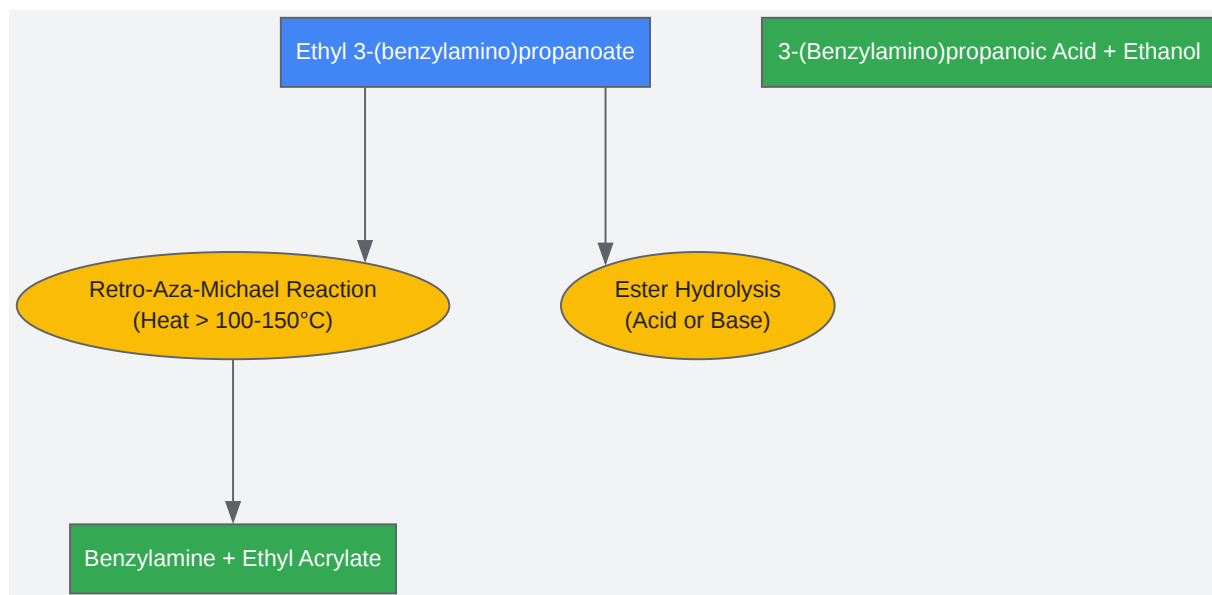 Ethyl 3-(benzylamino)propanoate
3-(Benzylamino)propanoic Acid + Ethanol
Retro-Aza-Michael Reaction
(Heat > 100-150°C)
Ester Hydrolysis
(Acid or Base)
Benzylamine + Ethyl Acrylate